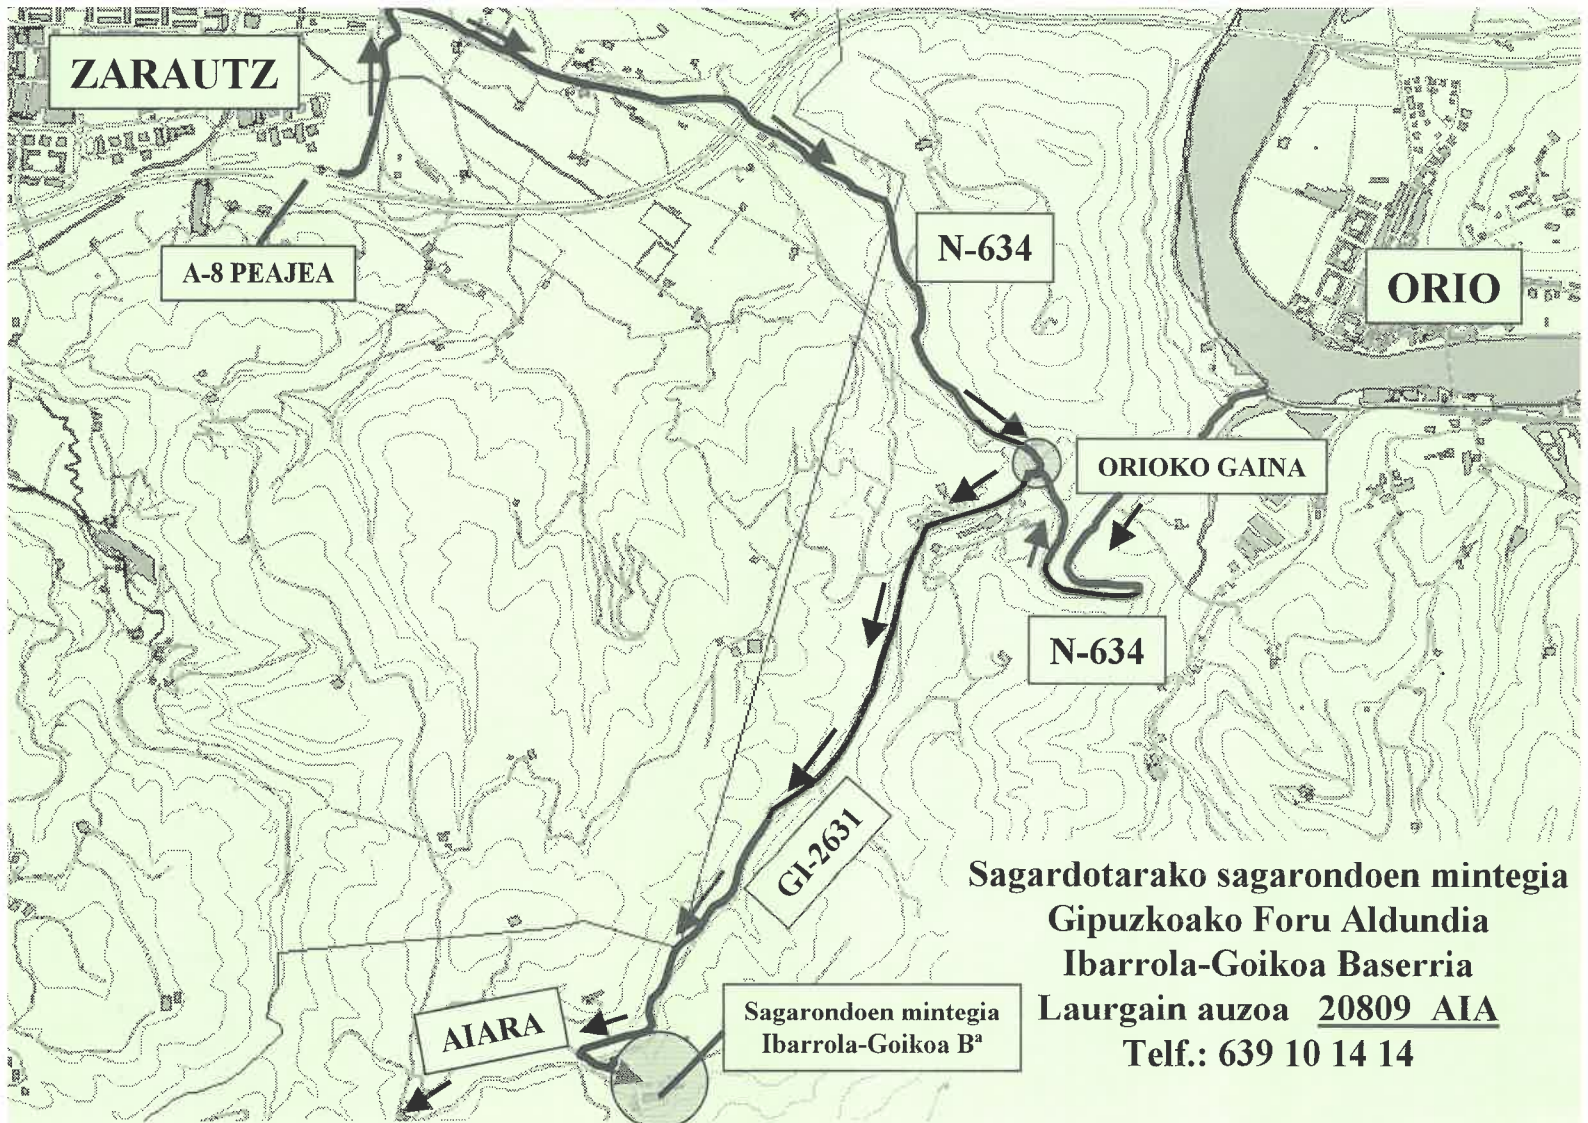 ZARAUTZ
A-8 PEAJEA
N-634
ORIO
ORIOKO GAINA
N-634
GI-2631
AIARA
Sagarondoen mintegia
Ibarrola-Goikoa Bª
Sagardotarako sagarondoen mintegia
Gipuzkoako Foru Aldundia
Ibarrola-Goikoa Baserria
Laurgain auzoa 20809 AIA
Telf.: 639 10 14 14